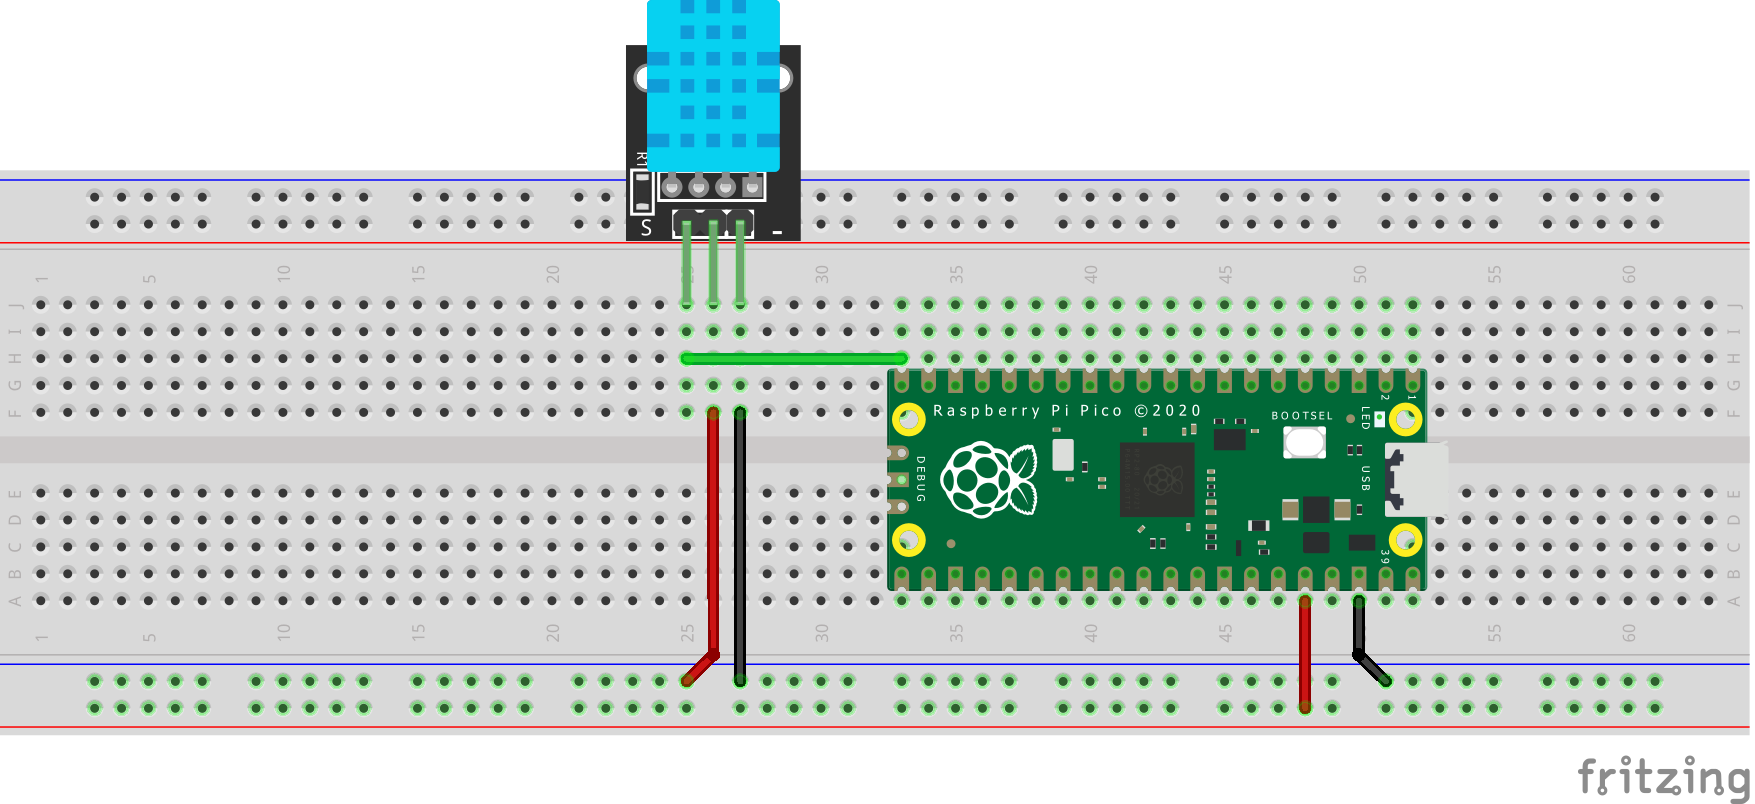 R1
S
-
1 5 10 15 20 25 30 35 40 45 50 55 60
J J
I I
H H
G G
F F
2 1
Raspberry Pi Pico ©2020
BOOTSEL
LED
DEBUG
USB
E E
D D
C C
B B
A A
39
1 5 10 15 20 25 30 35 40 45 50 55 60
fritzing